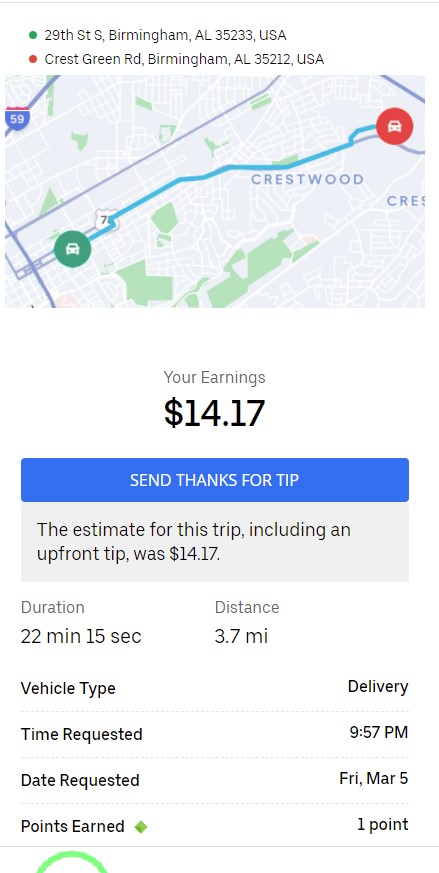 29th St S, Birmingham, AL 35233, USA
Crest Green Rd, Birmingham, AL 35212, USA
59
CRESTWOOD
CRES
78
Your Earnings
$14.17
SEND THANKS FOR TIP
The estimate for this trip, including an
upfront tip, was $14.17.
Duration
Distance
22 min 15 sec
3.7 mi
Vehicle Type
Delivery
Time Requested
9:57 PM
Date Requested
Fri, Mar 5
Points Earned
1 point